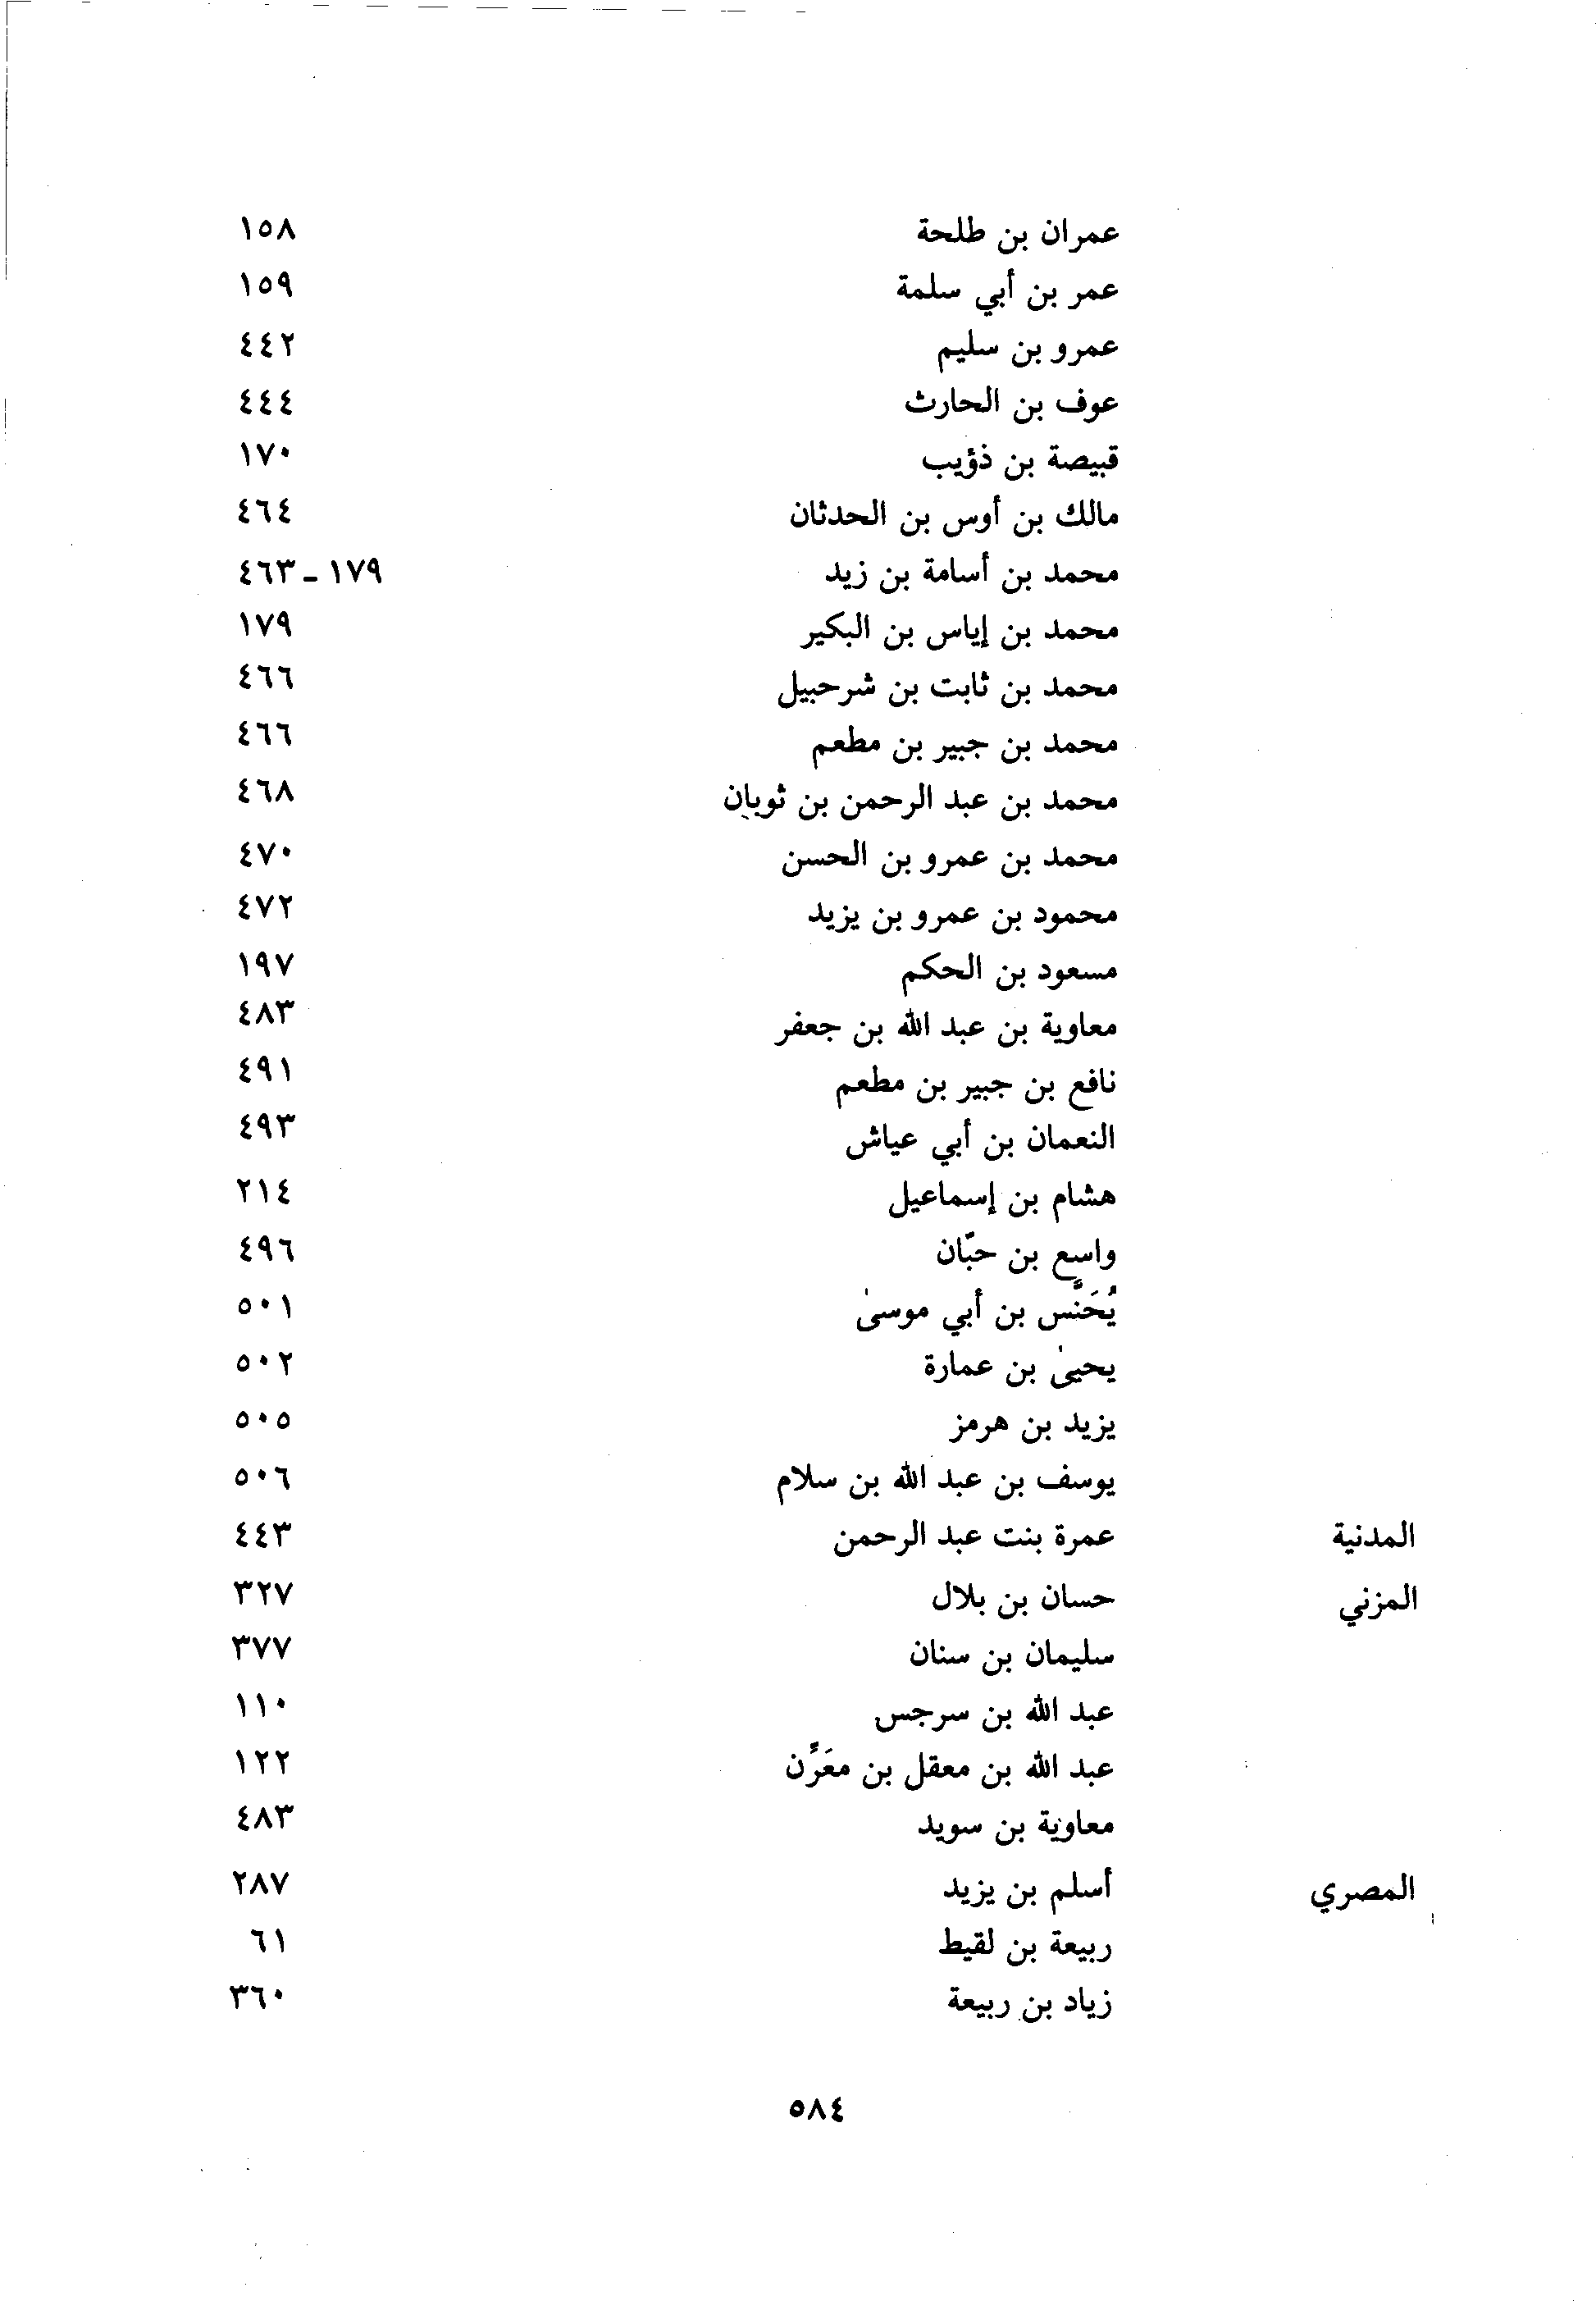 عمران بن طلحة ١٥٨
عمر بن أبي سلمة ١٥٩
عمرو بن سليم ٤٤٢
عوف بن الحارث ٤٤٤
قبيصة بن ذؤيب ١٧٠
مالك بن أوس بن الحدثان ٤٦٤
محمد بن أسامة بن زيد ١٧٩ - ٤٦٣
محمد بن إياس بن البكير ١٧٩
محمد بن ثابت بن شرحبيل ٤٦٦
محمد بن جبير بن مطعم ٤٦٦
محمد بن عبد الرحمن بن ثوبان ٤٦٨
محمد بن عمرو بن الحسن ٤٧٠
محمود بن عمرو بن يزيد ٤٧٢
مسعود بن الحكم ١٩٧
معاوية بن عبد الله بن جعفر ٤٨٣
نافع بن جبير بن مطعم ٤٩١
النعمان بن أبي عياش ٤٩٣
هشام بن إسماعيل ٢١٤
واسع بن حبّان ٤٩٦
يُحَنَّس بن أبي موسىٰ ٥٠١
يحيىٰ بن عمارة ٥٠٢
يزيد بن هرمز ٥٠٥
يوسف بن عبد الله بن سلام ٥٠٦
المدنية عمرة بنت عبد الرحمن ٤٤٣
المزني حسان بن بلال ٣٢٧
سليمان بن سنان ٣٧٧
عبد الله بن سرجس ١١٠
عبد الله بن معقل بن معَرِّن ١٢٢
معاوية بن سويد ٤٨٣
المصري أسلم بن يزيد ٢٨٧
ربيعة بن لقيط ٦١
زياد بن ربيعة ٣٦٠
٥٨٤